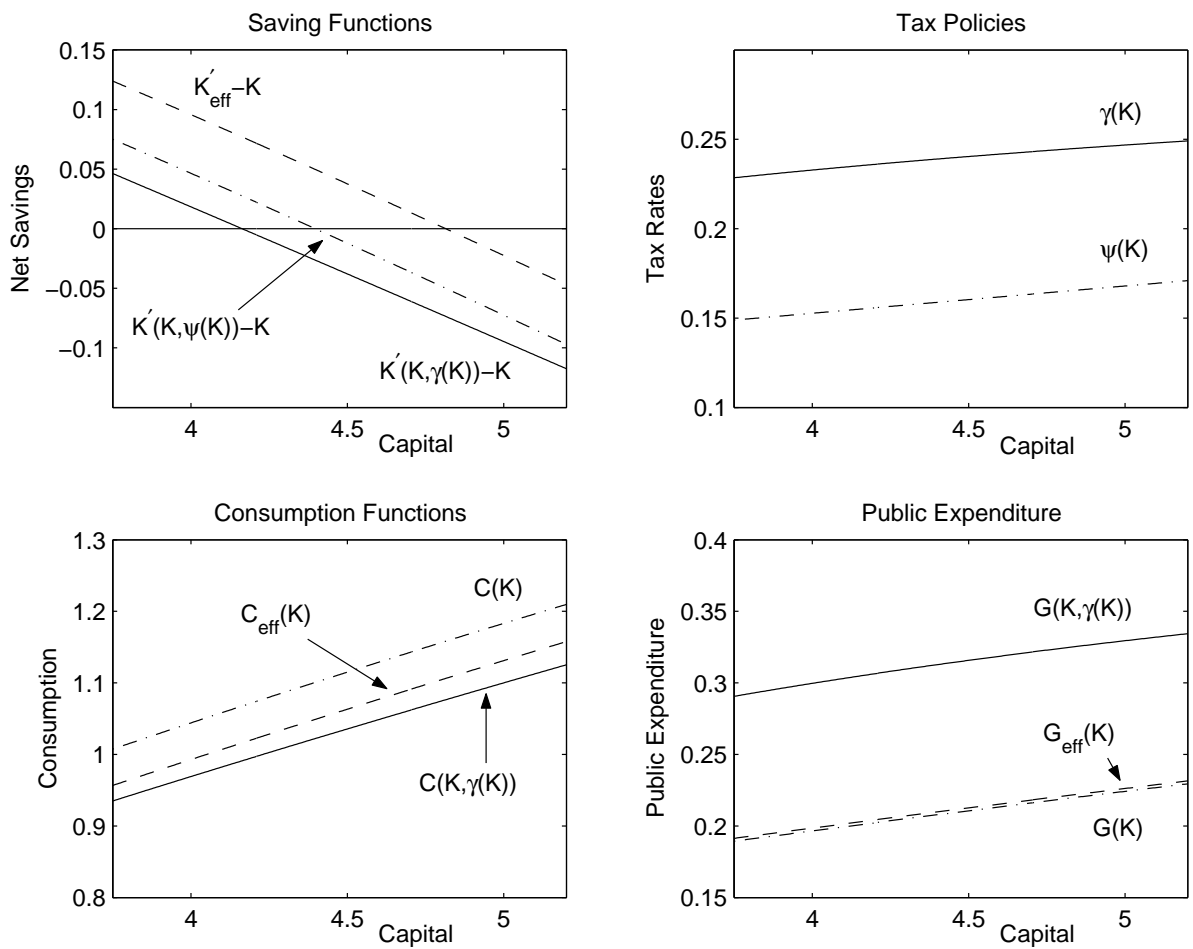 Saving Functions
0.15
0.1
0.05
0
−0.05
−0.1
Net Savings
K′eff−K
K′(K,ψ(K))−K
K′(K,γ(K))−K
4
4.5
5
Capital
Tax Policies
0.25
0.2
0.15
0.1
Tax Rates
γ(K)
ψ(K)
4
4.5
5
Capital
Consumption Functions
1.3
1.2
1.1
1
0.9
0.8
Consumption
C(K)
Ceff(K)
C(K,γ(K))
4
4.5
5
Capital
Public Expenditure
0.4
0.35
0.3
0.25
0.2
0.15
Public Expenditure
G(K,γ(K))
Geff(K)
G(K)
4
4.5
5
Capital